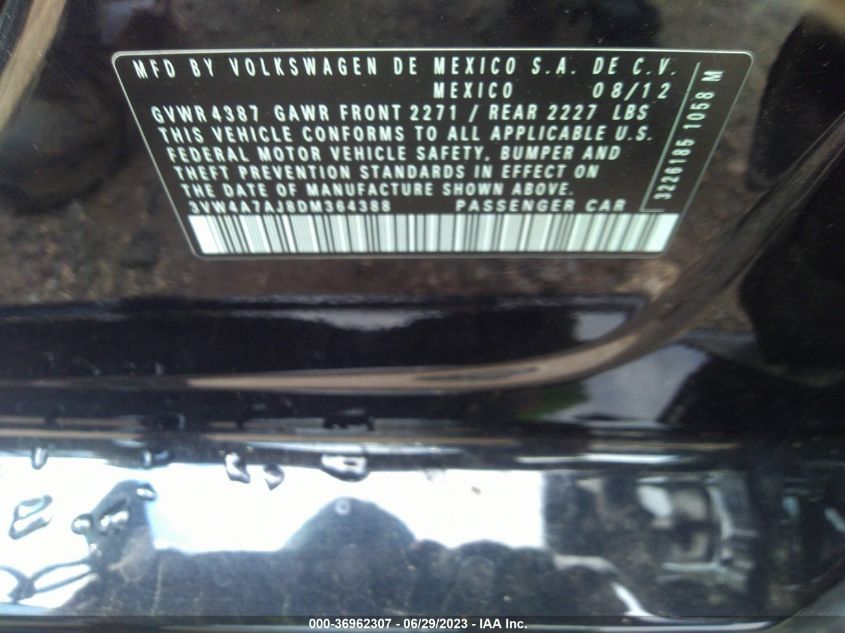 MFD BY VOLKSWAGEN DE MEXICO S.A. DE C.V.
MEXICO 08/12
GVWR 4387 GAWR FRONT 2271 / REAR 2227 LBS
THIS VEHICLE CONFORMS TO ALL APPLICABLE U.S.
FEDERAL MOTOR VEHICLE SAFETY, BUMPER AND
THEFT PREVENTION STANDARDS IN EFFECT ON
THE DATE OF MANUFACTURE SHOWN ABOVE.
3VW4A7AJ8DM364388 PASSENGER CAR
3226185 1058 M
000-36962307 - 06/29/2023 - IAA Inc.